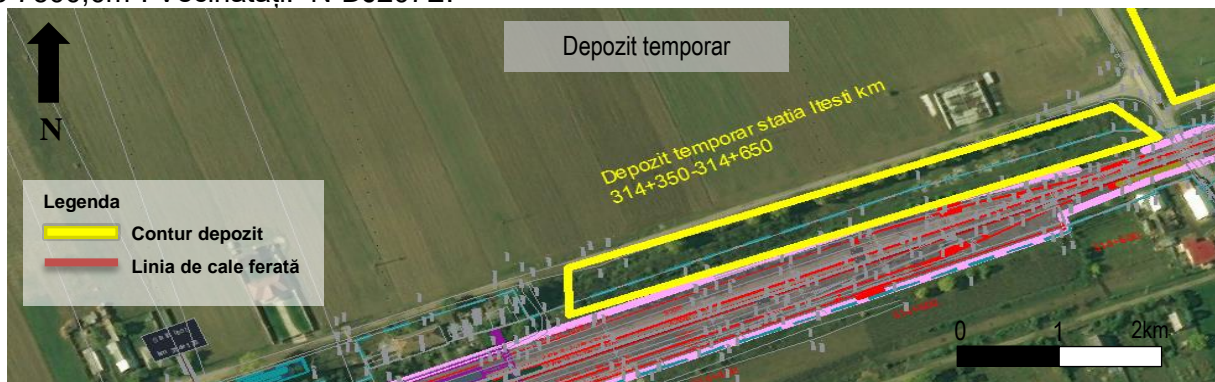 Depozit temporar
N
Depozit temporar statia Itesti km
314+350-314+650
Legenda
Contur depozit
Linia de cale ferată
0 1 2km